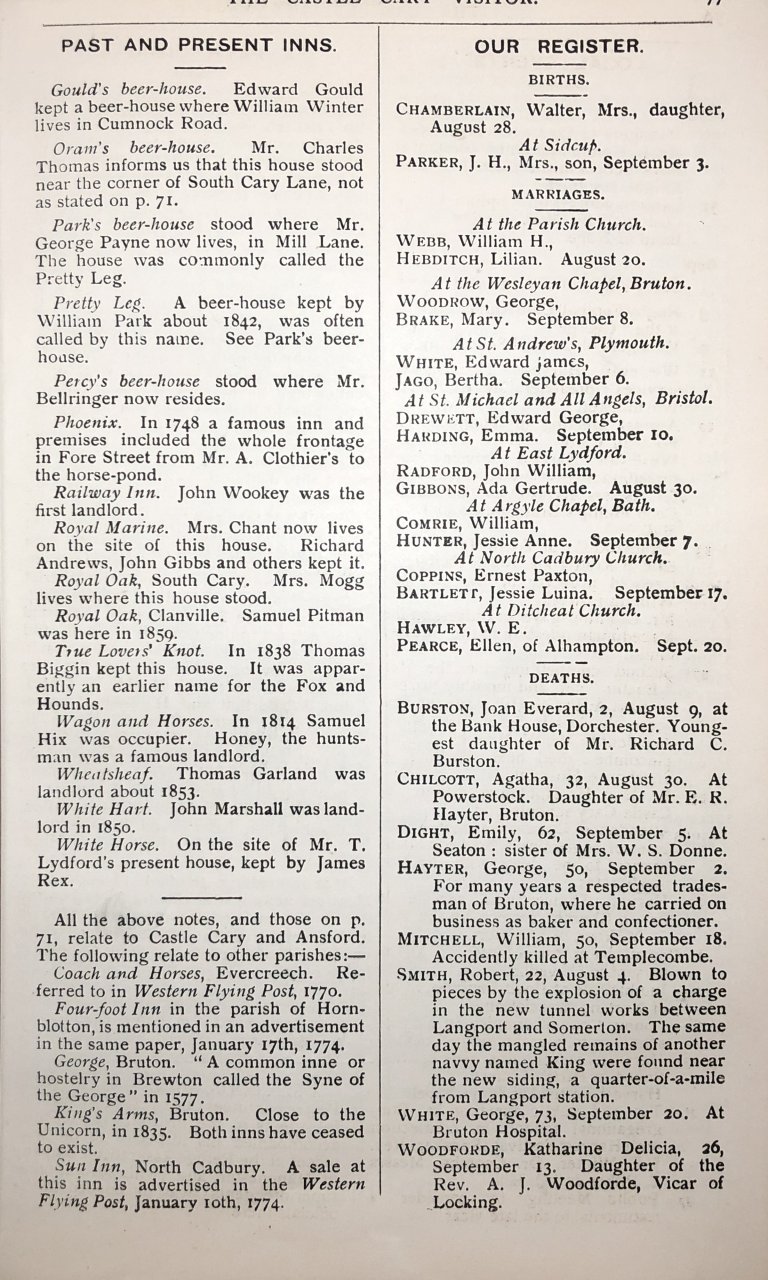 THE CASTLE CARY VISITOR. 77
PAST AND PRESENT INNS.
Gould's beer-house. Edward Gould
kept a beer-house where William Winter
lives in Cumnock Road.
Oram's beer-house. Mr. Charles
Thomas informs us that this house stood
near the corner of South Cary Lane, not
as stated on p. 71.
Park's beer-house stood where Mr.
George Payne now lives, in Mill Lane.
The house was commonly called the
Pretty Leg.
Pretty Leg. A beer-house kept by
William Park about 1842, was often
called by this name. See Park's beer-
house.
Percy's beer-house stood where Mr.
Bellringer now resides.
Phoenix. In 1748 a famous inn and
premises included the whole frontage
in Fore Street from Mr. A. Clothier's to
the horse-pond.
Railway Inn. John Wookey was the
first landlord.
Royal Marine. Mrs. Chant now lives
on the site of this house. Richard
Andrews, John Gibbs and others kept it.
Royal Oak, South Cary. Mrs. Mogg
lives where this house stood.
Royal Oak, Clanville. Samuel Pitman
was here in 1859.
True Lovers' Knot. In 1838 Thomas
Biggin kept this house. It was appar-
ently an earlier name for the Fox and
Hounds.
Wagon and Horses. In 1814 Samuel
Hix was occupier. Honey, the hunts-
man was a famous landlord.
Wheatsheaf. Thomas Garland was
landlord about 1853.
White Hart. John Marshall was land-
lord in 1850.
White Horse. On the site of Mr. T.
Lydford's present house, kept by James
Rex.
All the above notes, and those on p.
71, relate to Castle Cary and Ansford.
The following relate to other parishes:—
Coach and Horses, Evercreech. Re-
ferred to in Western Flying Post, 1770.
Four-foot Inn in the parish of Horn-
blotton, is mentioned in an advertisement
in the same paper, January 17th, 1774.
George, Bruton. "A common inne or
hostelry in Brewton called the Syne of
the George" in 1577.
King's Arms, Bruton. Close to the
Unicorn, in 1835. Both inns have ceased
to exist.
Sun Inn, North Cadbury. A sale at
this inn is advertised in the Western
Flying Post, January 10th, 1774.
OUR REGISTER.
BIRTHS.
CHAMBERLAIN, Walter, Mrs., daughter,
August 28.
At Sidcup.
PARKER, J. H., Mrs., son, September 3.
MARRIAGES.
At the Parish Church.
WEBB, William H.,
HEBDITCH, Lilian. August 20.
At the Wesleyan Chapel, Bruton.
WOODROW, George,
BRAKE, Mary. September 8.
At St. Andrew's, Plymouth.
WHITE, Edward james,
JAGO, Bertha. September 6.
At St. Michael and All Angels, Bristol.
DREWETT, Edward George,
HARDING, Emma. September 10.
At East Lydford.
RADFORD, John William,
GIBBONS, Ada Gertrude. August 30.
At Argyle Chapel, Bath.
COMRIE, William,
HUNTER, Jessie Anne. September 7.
At North Cadbury Church.
COPPINS, Ernest Paxton,
BARTLETT, Jessie Luina. September 17.
At Ditcheat Church.
HAWLEY, W. E.
PEARCE, Ellen, of Alhampton. Sept. 20.
DEATHS.
BURSTON, Joan Everard, 2, August 9, at
the Bank House, Dorchester. Young-
est daughter of Mr. Richard C.
Burston.
CHILCOTT, Agatha, 32, August 30. At
Powerstock. Daughter of Mr. E. R.
Hayter, Bruton.
DIGHT, Emily, 62, September 5. At
Seaton : sister of Mrs. W. S. Donne.
HAYTER, George, 50, September 2.
For many years a respected trades-
man of Bruton, where he carried on
business as baker and confectioner.
MITCHELL, William, 50, September 18.
Accidently killed at Templecombe.
SMITH, Robert, 22, August 4. Blown to
pieces by the explosion of a charge
in the new tunnel works between
Langport and Somerton. The same
day the mangled remains of another
navvy named King were found near
the new siding, a quarter-of-a-mile
from Langport station.
WHITE, George, 73, September 20. At
Bruton Hospital.
WOODFORDE, Katharine Delicia, 26,
September 13. Daughter of the
Rev. A. J. Woodforde, Vicar of
Locking.